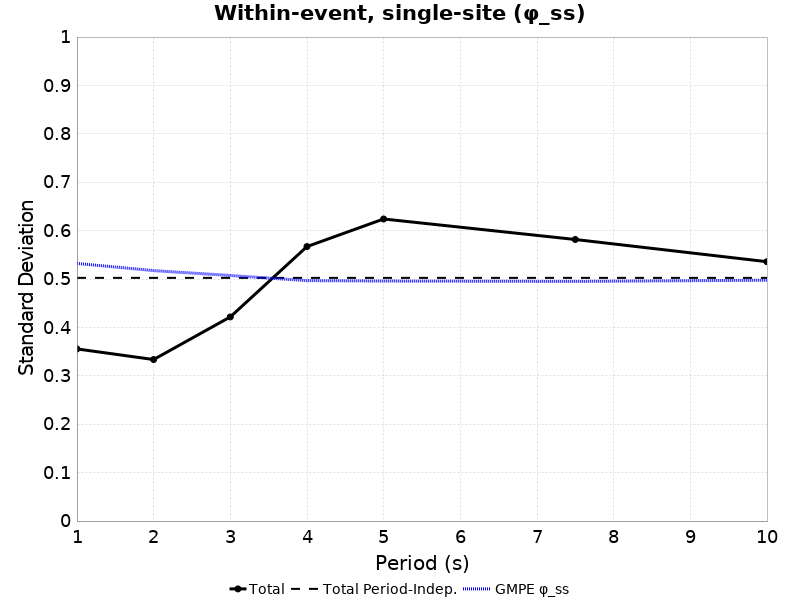 Within-event, single-site (φ_ss)
1
0.9
0.8
0.7
0.6
0.5
0.4
0.3
0.2
0.1
0
Standard Deviation
1 2 3 4 5 6 7 8 9 10
Period (s)
Total Total Period-Indep. GMPE φ_ss